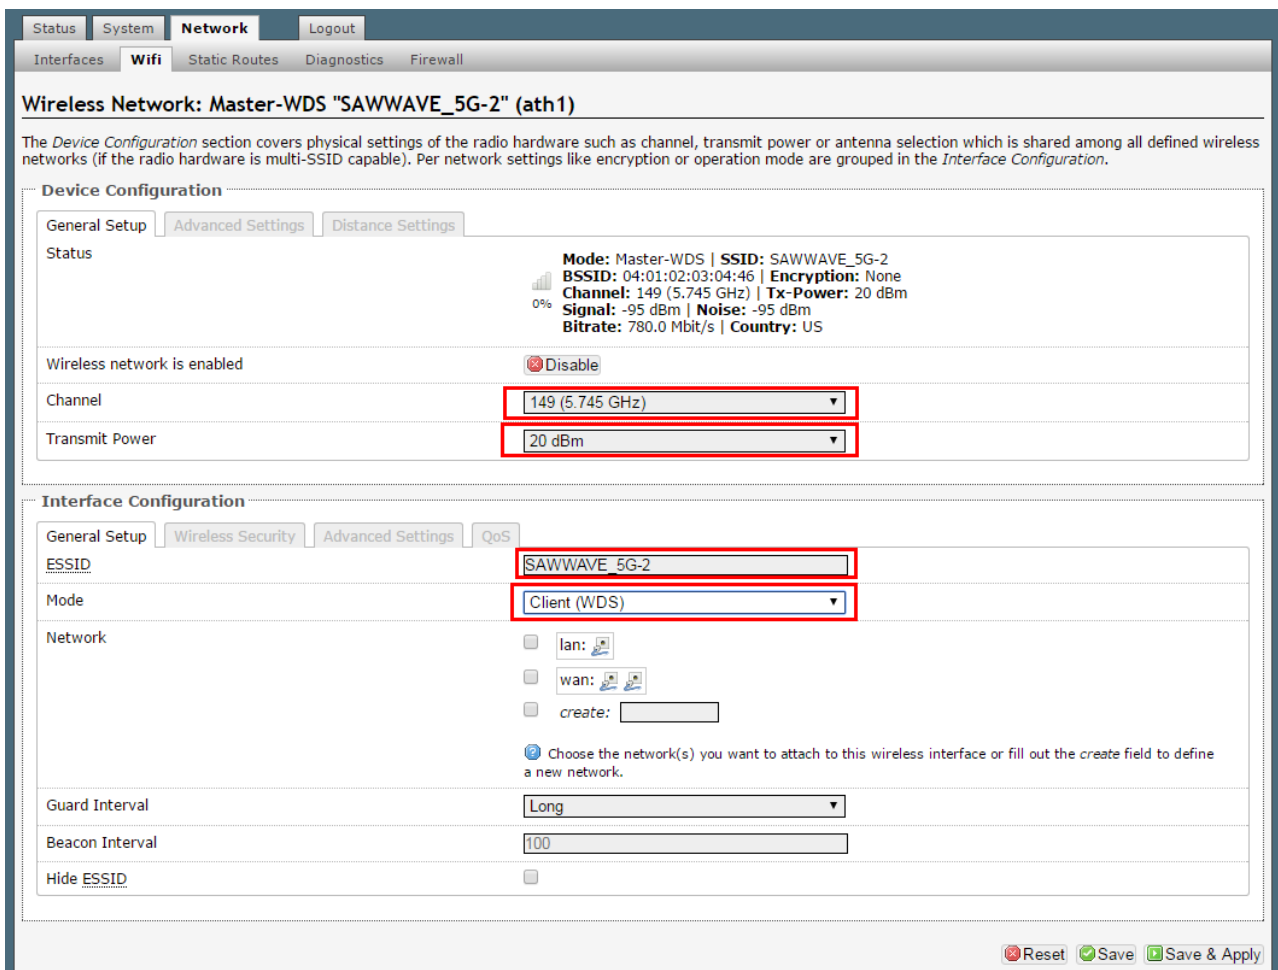 Status System Network Logout
Interfaces Wifi Static Routes Diagnostics Firewall
Wireless Network: Master-WDS "SAWWAVE_5G-2" (ath1)
The Device Configuration section covers physical settings of the radio hardware such as channel, transmit power or antenna selection which is shared among all defined wireless
networks (if the radio hardware is multi-SSID capable). Per network settings like encryption or operation mode are grouped in the Interface Configuration.
Device Configuration
General Setup Advanced Settings Distance Settings
Status
Mode: Master-WDS | SSID: SAWWAVE_5G-2
BSSID: 04:01:02:03:04:46 | Encryption: None
Channel: 149 (5.745 GHz) | Tx-Power: 20 dBm
Signal: -95 dBm | Noise: -95 dBm
Bitrate: 780.0 Mbit/s | Country: US
0%
Wireless network is enabled Disable
Channel 149 (5.745 GHz)
Transmit Power 20 dBm
Interface Configuration
General Setup Wireless Security Advanced Settings QoS
ESSID SAWWAVE_5G-2
Mode Client (WDS)
Network lan:
wan:
create:
Choose the network(s) you want to attach to this wireless interface or fill out the create field to define
a new network.
Guard Interval Long
Beacon Interval 100
Hide ESSID
Reset Save Save & Apply